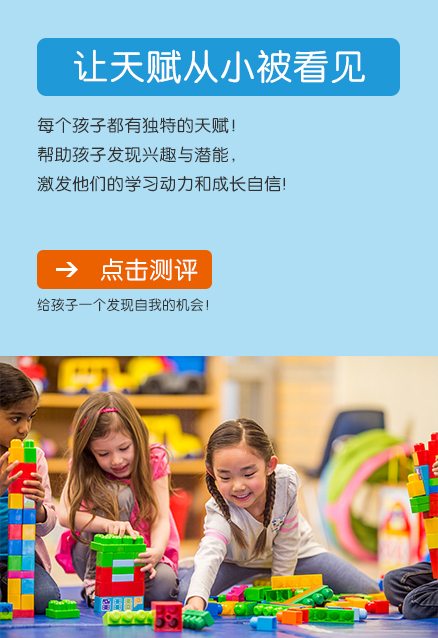 让天赋从小被看见
每个孩子都有独特的天赋！
帮助孩子发现兴趣与潜能，
激发他们的学习动力和成长自信！
→ 点击测评
给孩子一个发现自我的机会！